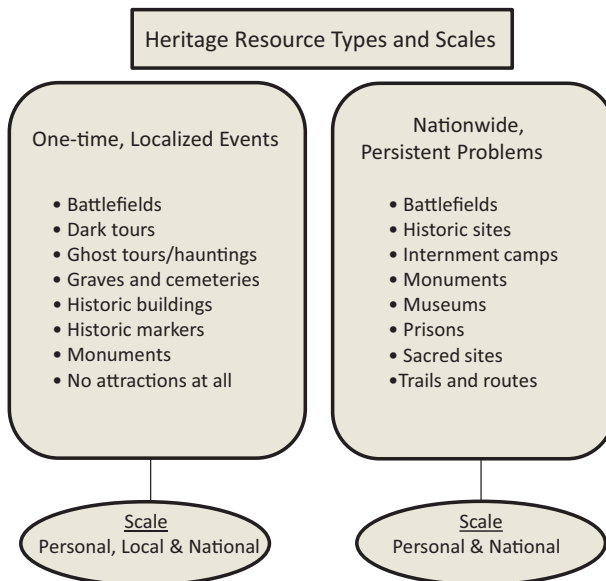 Heritage Resource Types and Scales
One-time, Localized Events
• Battlefields
• Dark tours
• Ghost tours/hauntings
• Graves and cemeteries
• Historic buildings
• Historic markers
• Monuments
• No attractions at all
Scale
Personal, Local & National
Nationwide,
Persistent Problems
• Battlefields
• Historic sites
• Internment camps
• Monuments
• Museums
• Prisons
• Sacred sites
•Trails and routes
Scale
Personal & National